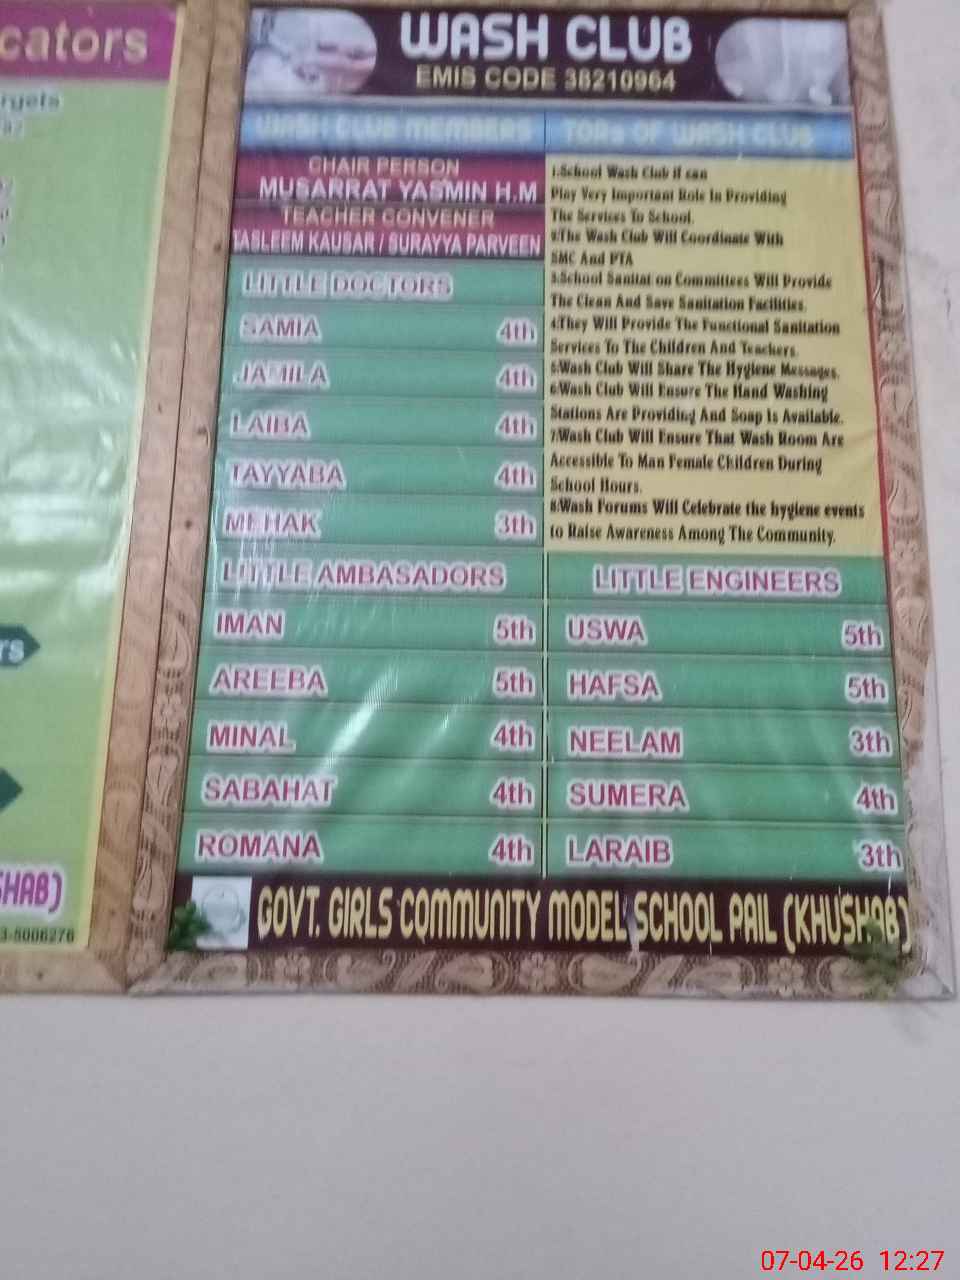 cators
rgets
WASH CLUB
EMIS CODE 38210964
WASH CLUB MEMBERS
TORs OF WASH CLUB
CHAIR PERSON
MUSARRAT YASMIN H.M
TEACHER CONVENER
TASLEEM KAUSAR / SURAYYA PARVEEN
LITTLE DOCTORS
SAMIA 4th
JAMILA 4th
LAIBA 4th
TAYYABA 4th
MEHAK 3th
1.School Wash Club if can
Play Very Important Role In Providing
The Services To School.
2.The Wash Club Will Coordinate With
SMC And PTA
3.School Sanitat on Committees Will Provide
The Clean And Save Sanitation Facilities.
4.They Will Provide The Functional Sanitation
Services To The Children And Teachers.
5.Wash Club Will Share The Hygiene Messages.
6.Wash Club Will Ensure The Hand Washing
Stations Are Providing And Soap Is Available.
7.Wash Club Will Ensure That Wash Room Are
Accessible To Man Female Children During
School Hours.
8.Wash Forums Will Celebrate the hygiene events
to Raise Awareness Among The Community.
LITTLE AMBASADORS
IMAN 5th
AREEBA 5th
MINAL 4th
SABAHAT 4th
ROMANA 4th
LITTLE ENGINEERS
USWA 5th
HAFSA 5th
NEELAM 3th
SUMERA 4th
LARAIB 3th
GOVT. GIRLS COMMUNITY MODEL SCHOOL PAIL (KHUSHAB)
rs
SHAB)
3-5006276
07-04-26 12:27